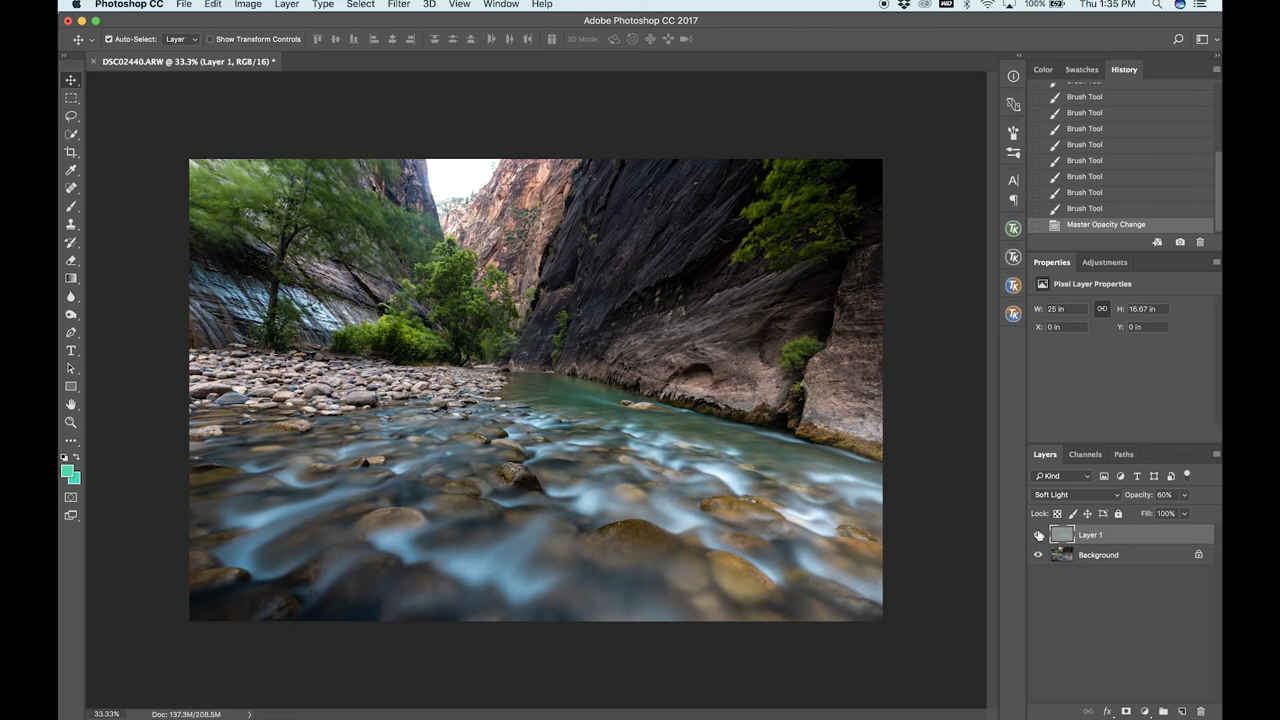 Photoshop CC File Edit Image Layer Type Select Filter 3D View Window Help 100% Thu 1:35 PM
Adobe Photoshop CC 2017
Auto-Select: Layer Show Transform Controls 3D Mode:
DSC02440.ARW @ 33.3% (Layer 1, RGB/16) *
Color Swatches History
Brush Tool
Brush Tool
Brush Tool
Brush Tool
Brush Tool
Brush Tool
Brush Tool
Brush Tool
Master Opacity Change
Properties Adjustments
Pixel Layer Properties
W: 25 in H: 16.67 in
X: 0 in Y: 0 in
Layers Channels Paths
Kind
Soft Light Opacity: 60%
Lock: Fill: 100%
Layer 1
Background
33.33% Doc: 137.3M/208.5M